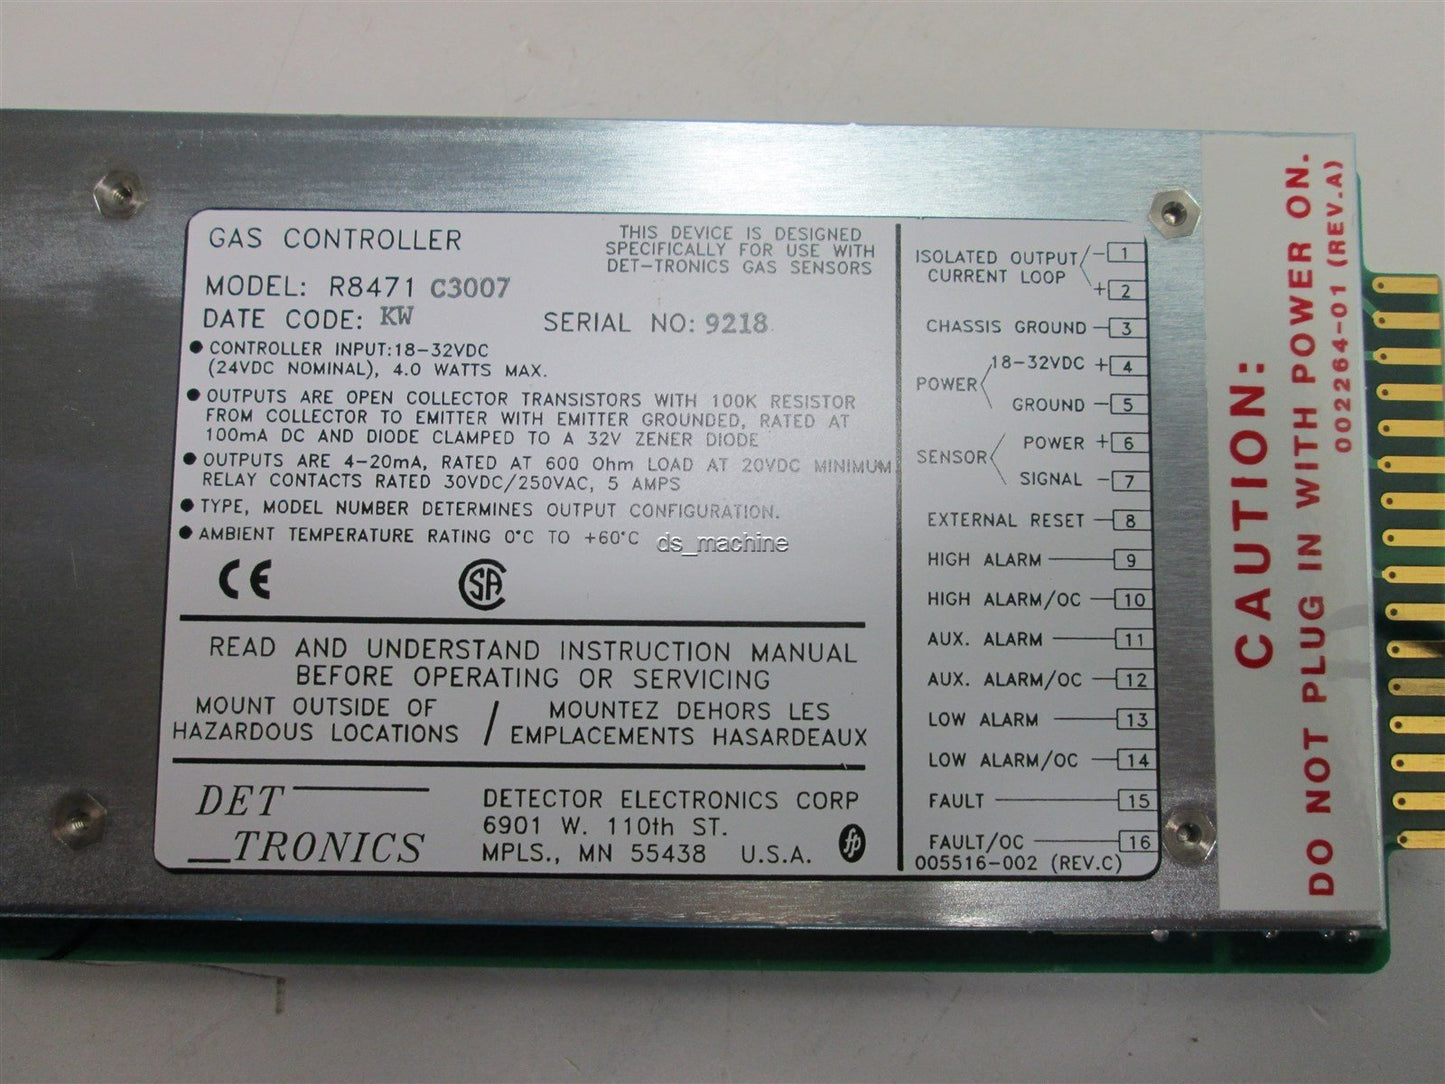 GAS CONTROLLER
THIS DEVICE IS DESIGNED
SPECIFICALLY FOR USE WITH
DET-TRONICS GAS SENSORS
MODEL: R8471 C3007
DATE CODE: KW
SERIAL NO: 9218
● CONTROLLER INPUT:18-32VDC
(24VDC NOMINAL), 4.0 WATTS MAX.
● OUTPUTS ARE OPEN COLLECTOR TRANSISTORS WITH 100K RESISTOR
FROM COLLECTOR TO EMITTER WITH EMITTER GROUNDED, RATED AT
100mA DC AND DIODE CLAMPED TO A 32V ZENER DIODE
● OUTPUTS ARE 4-20mA, RATED AT 600 Ohm LOAD AT 20VDC MINIMUM
RELAY CONTACTS RATED 30VDC/250VAC, 5 AMPS
● TYPE, MODEL NUMBER DETERMINES OUTPUT CONFIGURATION.
● AMBIENT TEMPERATURE RATING 0°C TO +60°C
ds_machine
CE
SA
READ AND UNDERSTAND INSTRUCTION MANUAL
BEFORE OPERATING OR SERVICING
MOUNT OUTSIDE OF
HAZARDOUS LOCATIONS
/
MOUNTEZ DEHORS LES
EMPLACEMENTS HASARDEAUX
DET
_TRONICS
DETECTOR ELECTRONICS CORP
6901 W. 110th ST.
MPLS., MN 55438 U.S.A.
fp
ISOLATED OUTPUT
CURRENT LOOP
- 1
+ 2
CHASSIS GROUND 3
POWER
18-32VDC + 4
GROUND - 5
SENSOR
POWER + 6
SIGNAL - 7
EXTERNAL RESET 8
HIGH ALARM 9
HIGH ALARM/OC 10
AUX. ALARM 11
AUX. ALARM/OC 12
LOW ALARM 13
LOW ALARM/OC 14
FAULT 15
FAULT/OC 16
005516-002 (REV.C)
CAUTION:
DO NOT PLUG IN WITH POWER ON.
002264-01 (REV.A)